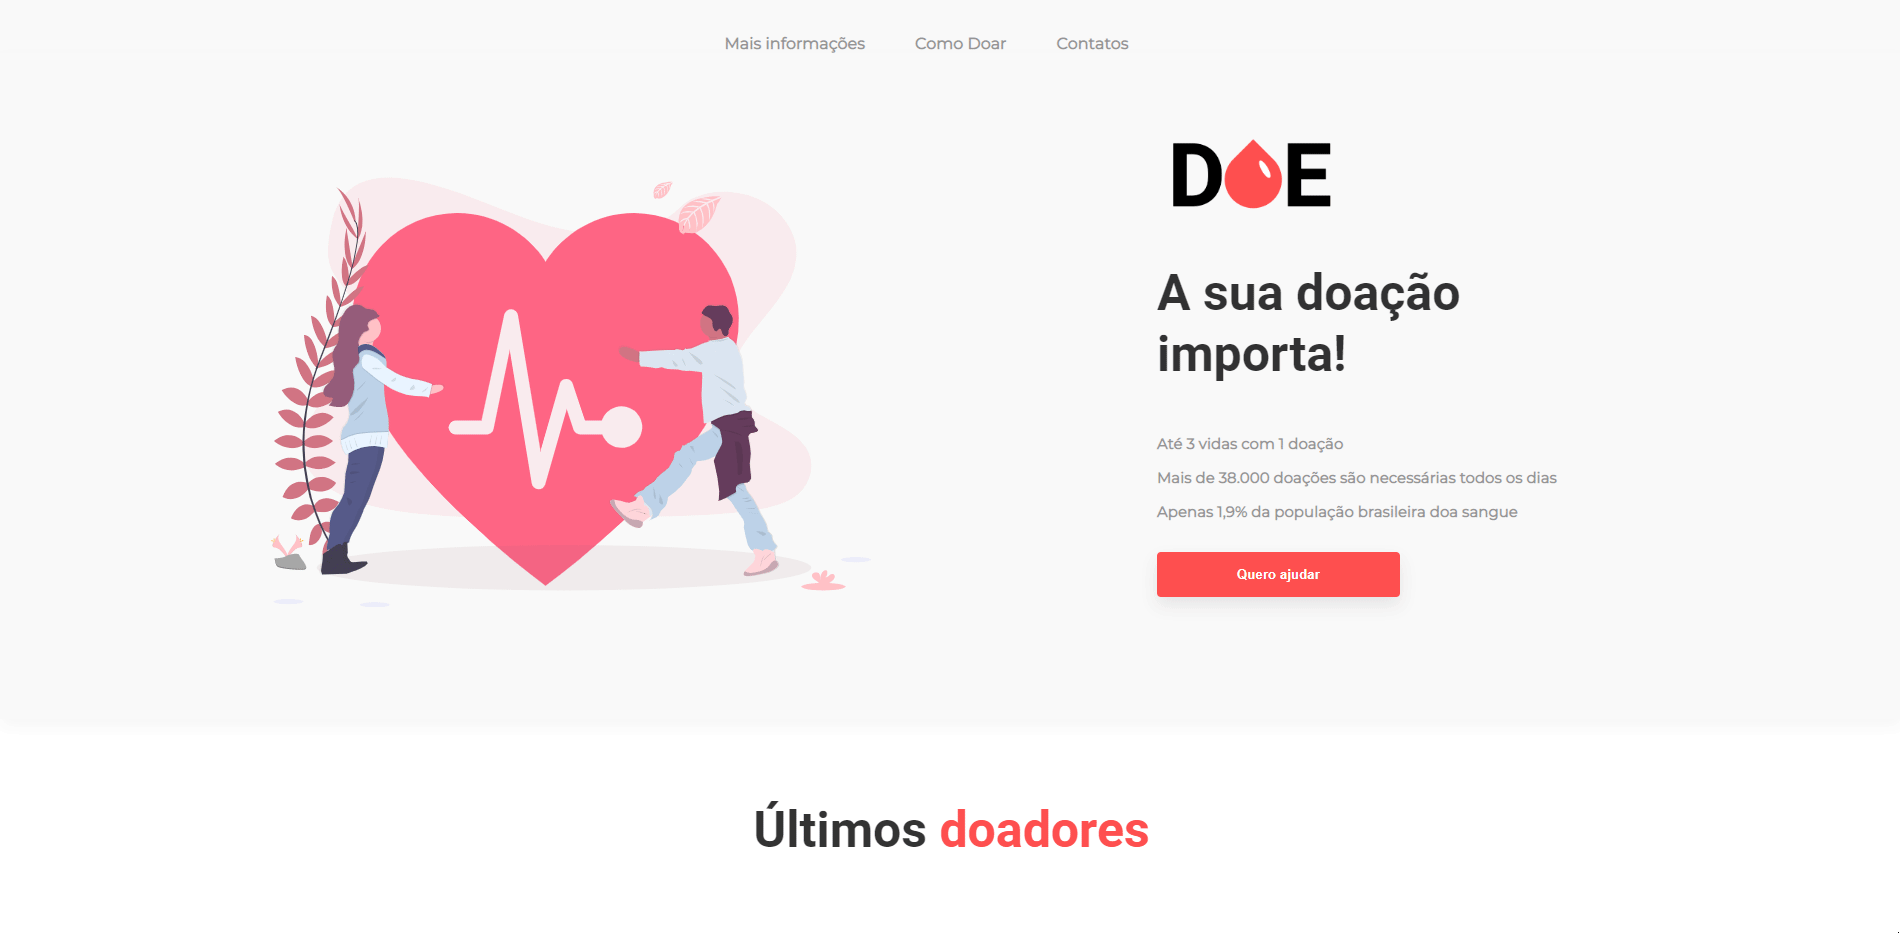 Mais informações Como Doar Contatos
DOE
A sua doação
importa!
Até 3 vidas com 1 doação
Mais de 38.000 doações são necessárias todos os dias
Apenas 1,9% da população brasileira doa sangue
Quero ajudar
Últimos doadores